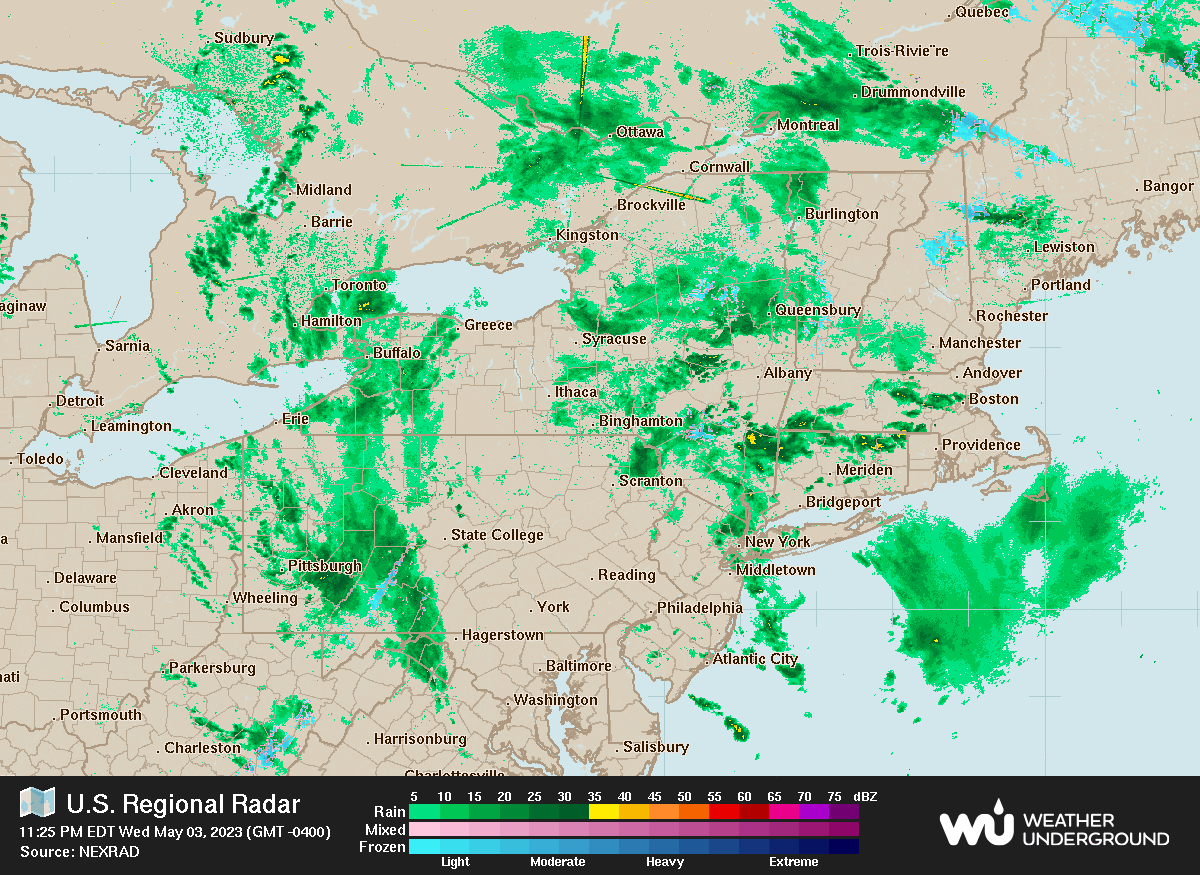 . Quebec
Sudbury
. Trois-Rivie¨re
. Drummondville
. Ottawa
. Montreal
. Cornwall
. Midland
. Bangor
. Brockville
. Burlington
. Barrie
. Kingston
. Lewiston
. Toronto
. Portland
aginaw
. Queensbury
. Rochester
. Hamilton
. Greece
. Syracuse
. Manchester
. Sarnia
. Buffalo
. Albany
. Andover
. Ithaca
. Detroit
. Boston
. Erie
. Binghamton
. Leamington
. Providence
. Toledo
. Cleveland
. Meriden
. Scranton
. Bridgeport
. Akron
. State College
a
. Mansfield
. New York
. Pittsburgh
. Middletown
. Delaware
. Reading
. Wheeling
. Columbus
. York
. Philadelphia
. Hagerstown
. Atlantic City
. Parkersburg
. Baltimore
nati
. Washington
. Portsmouth
. Harrisonburg
. Charleston
. Salisbury
Charlottesville
U.S. Regional Radar
11:25 PM EDT Wed May 03, 2023 (GMT -0400)
Source: NEXRAD
5 10 15 20 25 30 35 40 45 50 55 60 65 70 75 dBZ
Rain
Mixed
Frozen
Light Moderate Heavy Extreme
WU WEATHER
UNDERGROUND